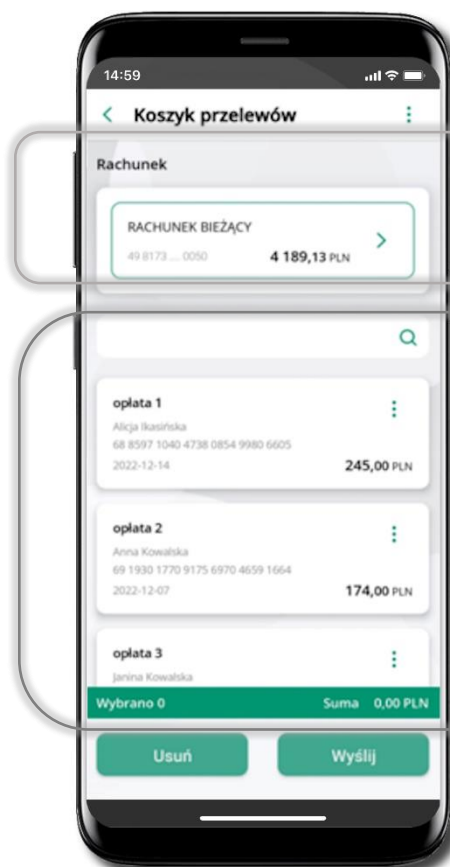 14:59
Koszyk przelewów
Rachunek
RACHUNEK BIEŻĄCY
49 8173 .... 0050 4 189,13 PLN
opłata 1
Alicja Ikasińska
68 8597 1040 4738 0854 9980 6605
2022-12-14 245,00 PLN
opłata 2
Anna Kowalska
69 1930 1770 9175 6970 4659 1664
2022-12-07 174,00 PLN
opłata 3
Janina Kowalska
Wybrano 0 Suma 0,00 PLN
Usuń Wyślij